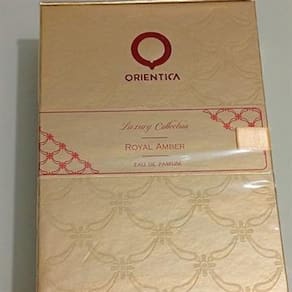 ORIENTICA
Luxury Collection
ROYAL AMBER
EAU DE PARFUM